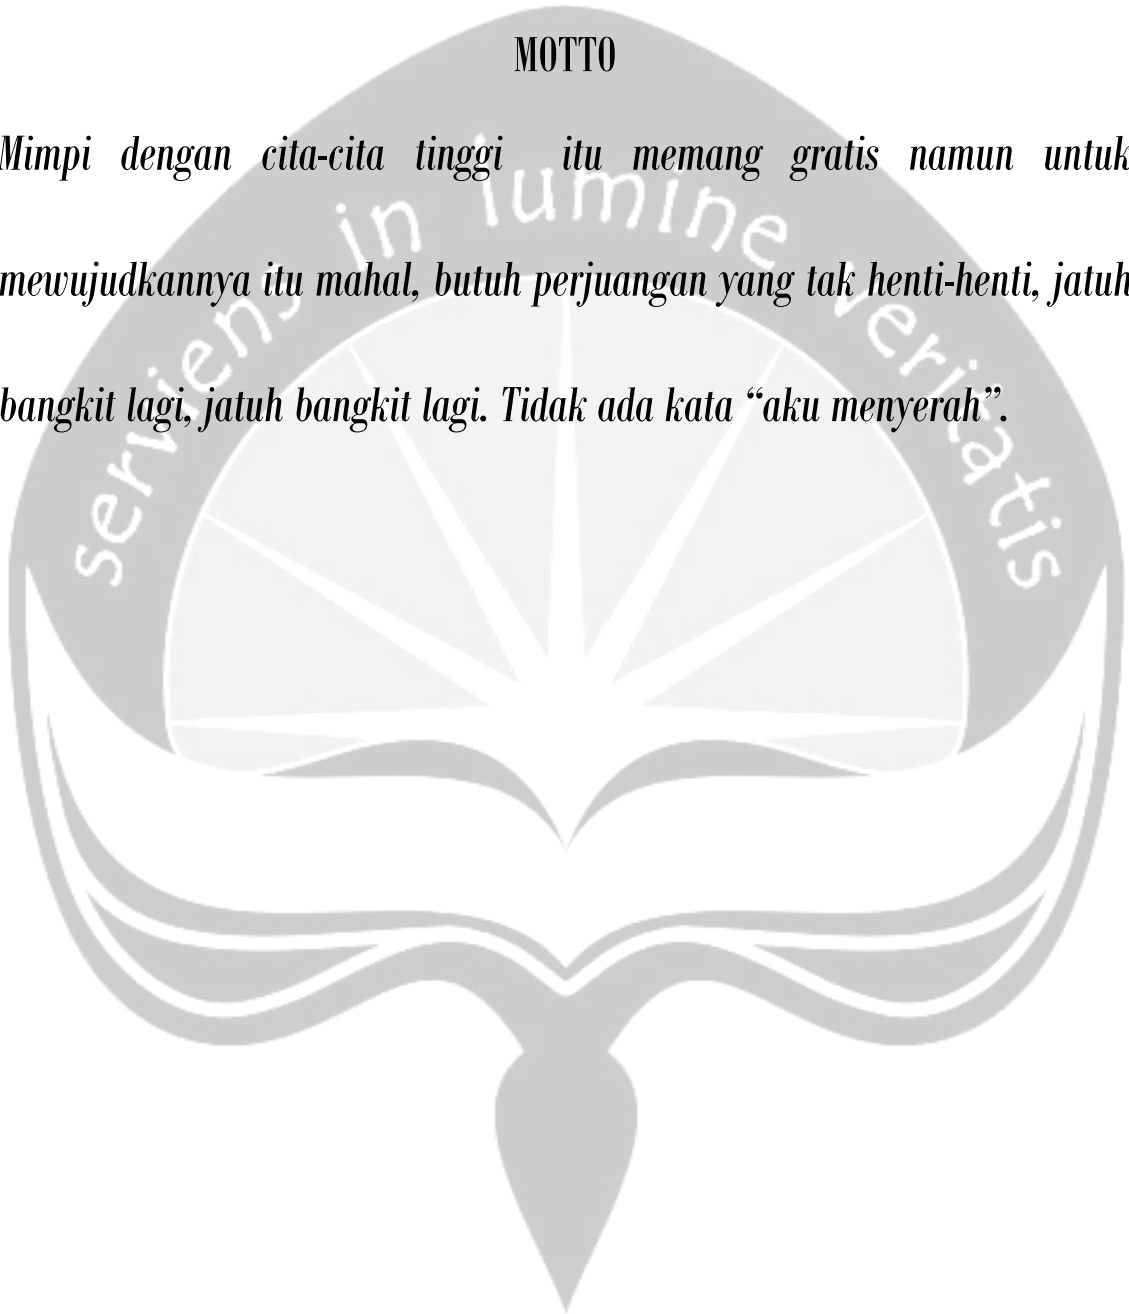 MOTTO
Mimpi dengan cita-cita tinggi itu memang gratis namun untuk
mewujudkannya itu mahal, butuh perjuangan yang tak henti-henti, jatuh
bangkit lagi, jatuh bangkit lagi. Tidak ada kata “aku menyerah”.
serviens in lumine veritatis